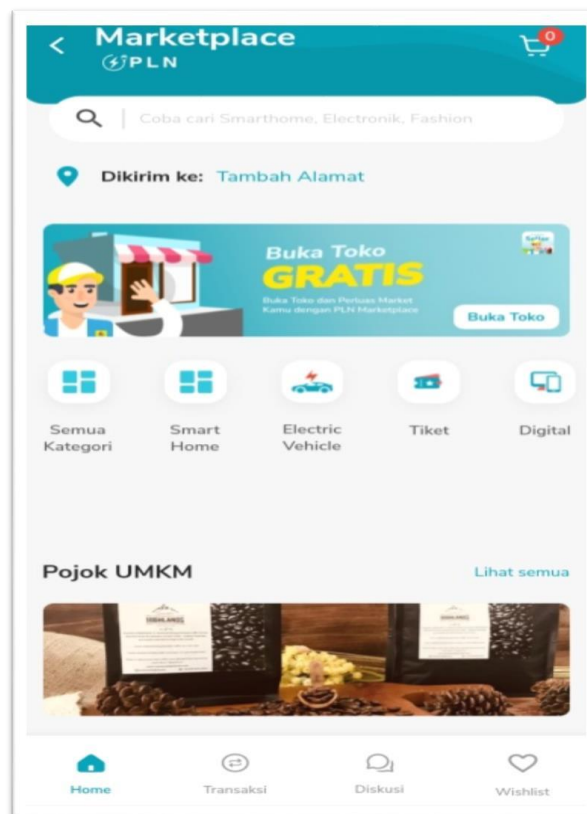 Marketplace
PLN
0
Coba cari Smarthome, Electronik, Fashion
Dikirim ke: Tambah Alamat
Buka Toko
GRATIS
Buka Toko dan Perluas Market
Kamu dengan PLN Marketplace
Buka Toko
Semua
Kategori
Smart
Home
Electric
Vehicle
Tiket
Digital
Pojok UMKM
Lihat semua
Home
Transaksi
Diskusi
Wishlist